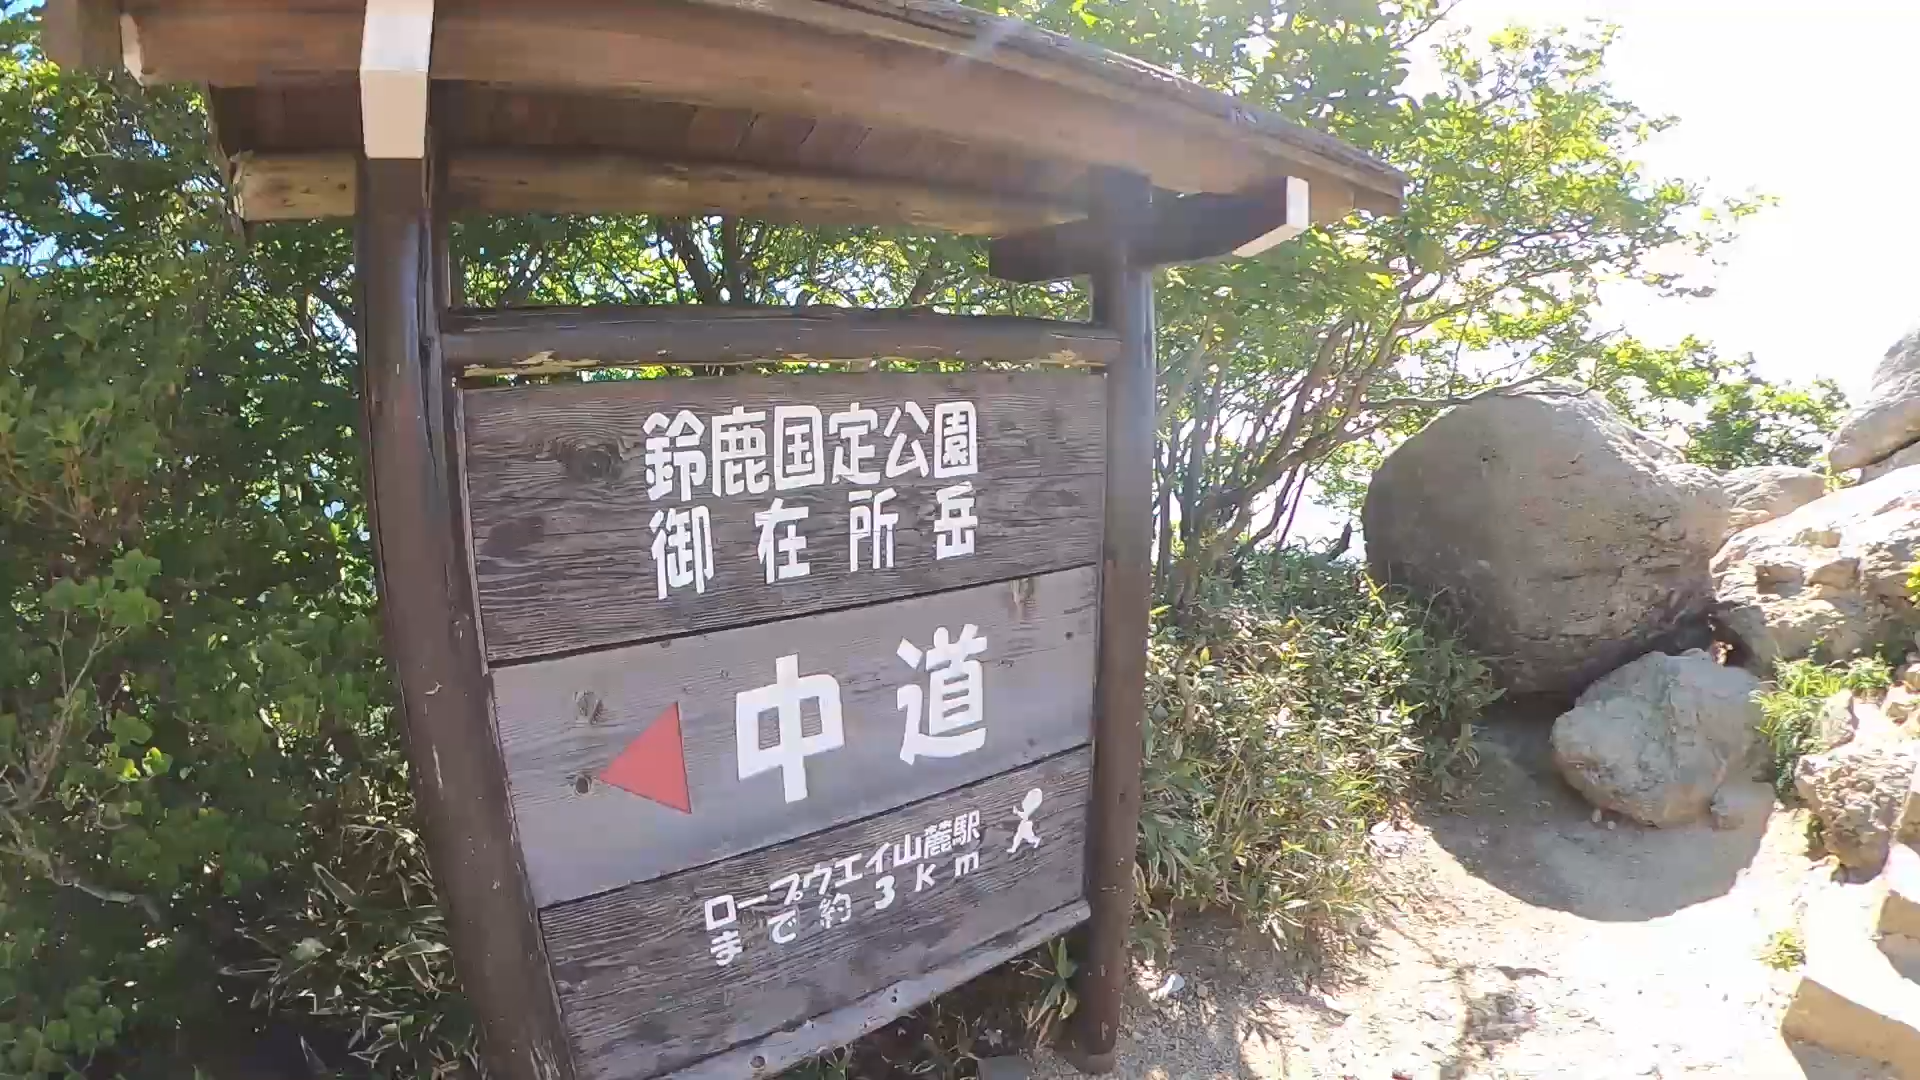 鈴鹿国定公園
御在所岳
中道
ロープウエイ山麓駅
まで約3km